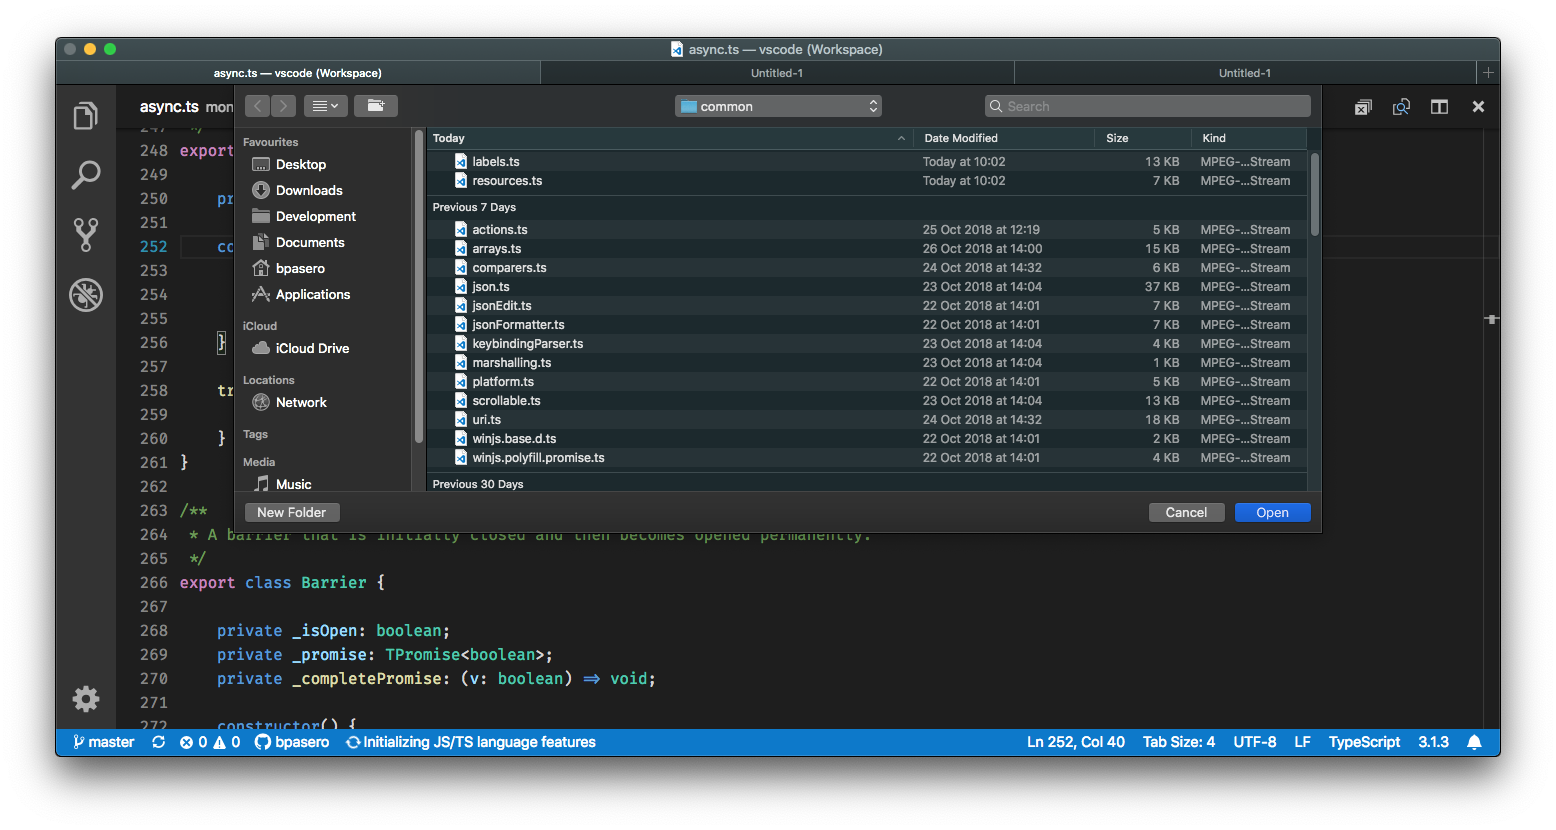 async.ts — vscode (Workspace)
async.ts — vscode (Workspace) Untitled-1 Untitled-1
async.ts mon
common
Search
Favourites
Desktop
Downloads
Development
Documents
bpasero
Applications
iCloud
iCloud Drive
Locations
Network
Tags
Media
Music
Today Date Modified Size Kind
labels.ts Today at 10:02 13 KB MPEG-...Stream
resources.ts Today at 10:02 7 KB MPEG-...Stream
Previous 7 Days
actions.ts 25 Oct 2018 at 12:19 5 KB MPEG-...Stream
arrays.ts 26 Oct 2018 at 14:00 15 KB MPEG-...Stream
comparers.ts 24 Oct 2018 at 14:32 6 KB MPEG-...Stream
json.ts 23 Oct 2018 at 14:04 37 KB MPEG-...Stream
jsonEdit.ts 22 Oct 2018 at 14:01 7 KB MPEG-...Stream
jsonFormatter.ts 22 Oct 2018 at 14:01 7 KB MPEG-...Stream
keybindingParser.ts 23 Oct 2018 at 14:04 4 KB MPEG-...Stream
marshalling.ts 23 Oct 2018 at 14:04 1 KB MPEG-...Stream
platform.ts 22 Oct 2018 at 14:01 5 KB MPEG-...Stream
scrollable.ts 23 Oct 2018 at 14:04 13 KB MPEG-...Stream
uri.ts 24 Oct 2018 at 14:32 18 KB MPEG-...Stream
winjs.base.d.ts 22 Oct 2018 at 14:01 2 KB MPEG-...Stream
winjs.polyfill.promise.ts 22 Oct 2018 at 14:01 4 KB MPEG-...Stream
Previous 30 Days
New Folder Cancel Open
247 */
248 export
249
250 pr
251
252 co
253
254
255
256 }
257
258 tr
259
260 }
261 }
262
263 /**
264 * A barrier that is initially closed and then becomes opened permanently.
265 */
266 export class Barrier {
267
268 private _isOpen: boolean;
269 private _promise: TPromise<boolean>;
270 private _completePromise: (v: boolean) => void;
271
272 constructor() {
master 0 0 bpasero Initializing JS/TS language features Ln 252, Col 40 Tab Size: 4 UTF-8 LF TypeScript 3.1.3